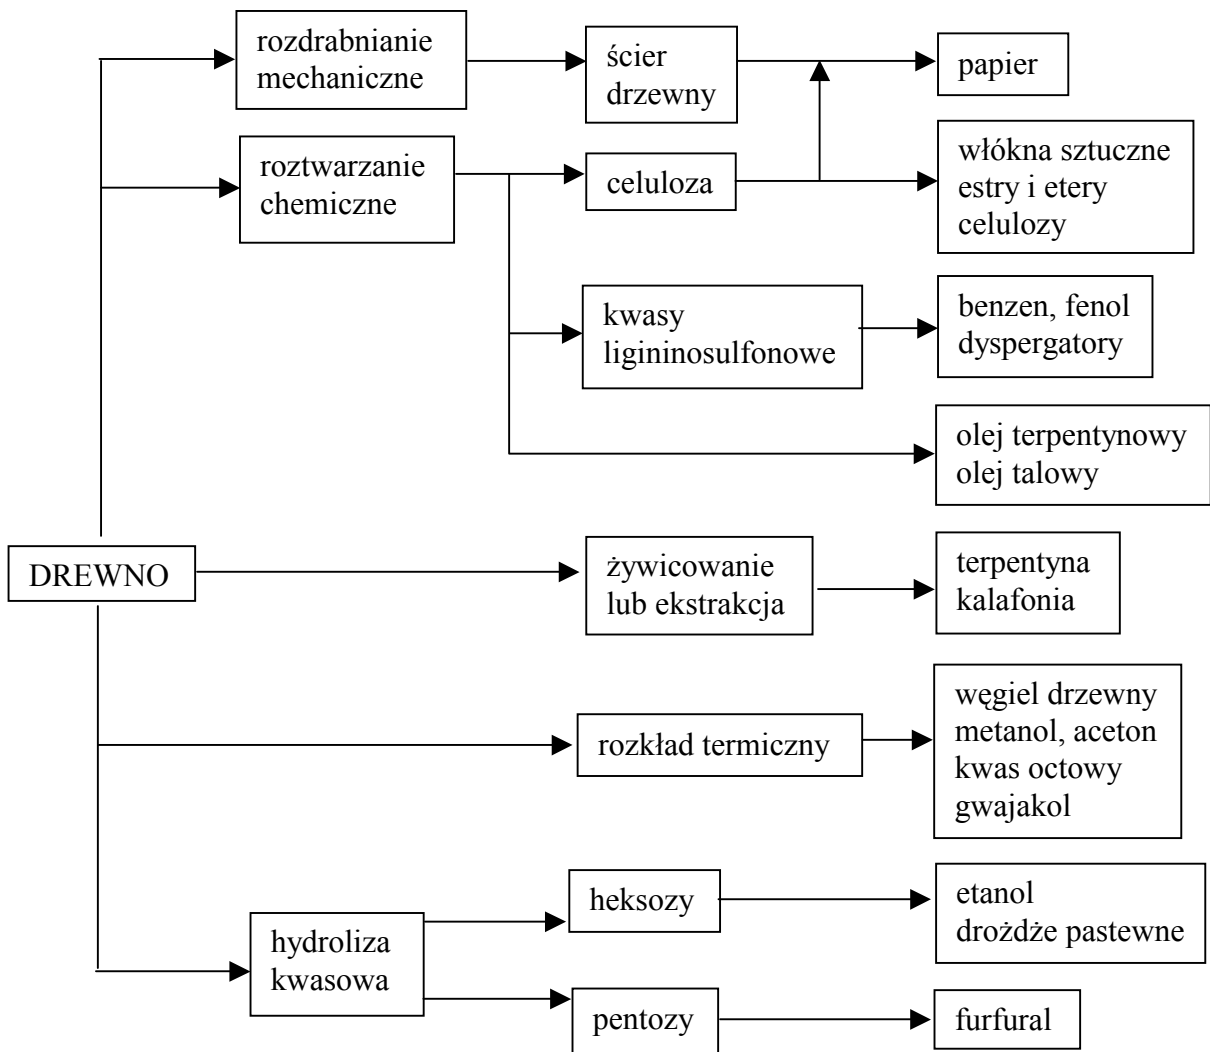 rozdrabnianie
mechaniczne
ścier
drzewny
papier
roztwarzanie
chemiczne
celuloza
włókna sztuczne
estry i etery
celulozy
kwasy
ligininosulfonowe
benzen, fenol
dyspergatory
olej terpentynowy
olej talowy
DREWNO
żywicowanie
lub ekstrakcja
terpentyna
kalafonia
rozkład termiczny
węgiel drzewny
metanol, aceton
kwas octowy
gwajakol
hydroliza
kwasowa
heksozy
etanol
drożdże pastewne
pentozy
furfural